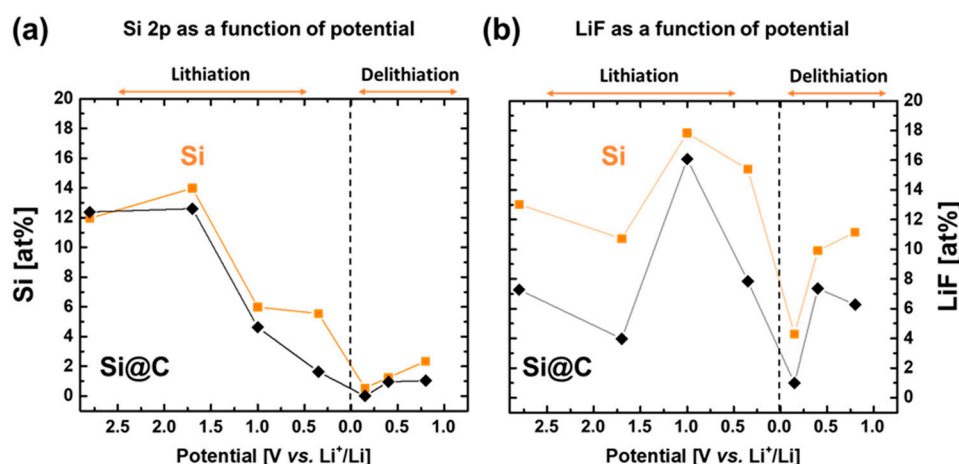 (a) Si 2p as a function of potential
Lithiation Delithiation
20
18
16
14
12
10
8
6
4
2
0
Si [at%]
Si
Si@C
2.5 2.0 1.5 1.0 0.5 0.0 0.5 1.0
Potential [V vs. Li⁺/Li]
(b) LiF as a function of potential
Lithiation Delithiation
20
18
16
14
12
10
8
6
4
2
0
LiF [at%]
Si
Si@C
2.5 2.0 1.5 1.0 0.5 0.0 0.5 1.0
Potential [V vs. Li⁺/Li]